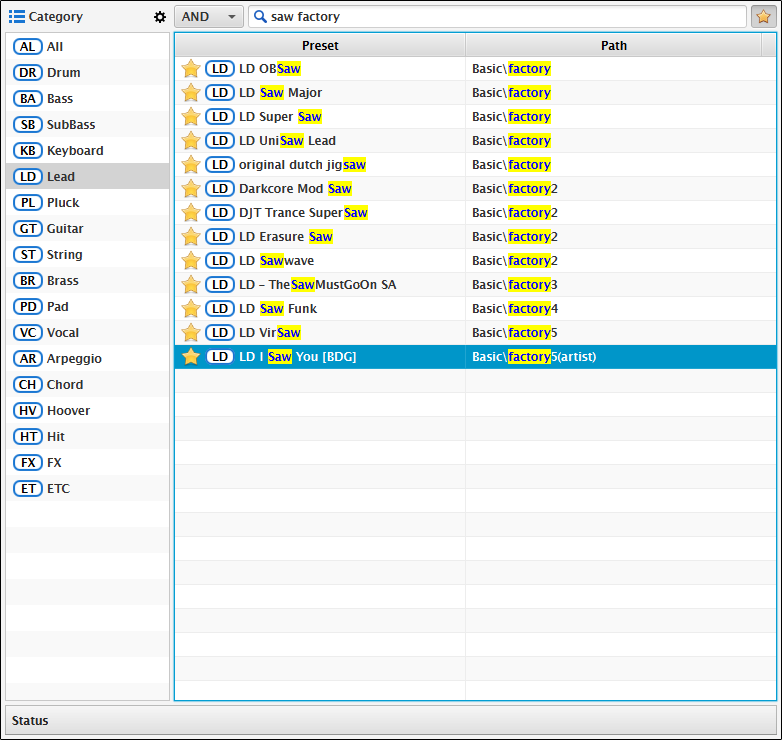 Category
AND
saw factory
AL All
DR Drum
BA Bass
SB SubBass
KB Keyboard
LD Lead
PL Pluck
GT Guitar
ST String
BR Brass
PD Pad
VC Vocal
AR Arpeggio
CH Chord
HV Hoover
HT Hit
FX FX
ET ETC
Preset Path
LD LD OBSaw Basic\factory
LD LD Saw Major Basic\factory
LD LD Super Saw Basic\factory
LD LD UniSaw Lead Basic\factory
LD original dutch jigsaw Basic\factory
LD Darkcore Mod Saw Basic\factory2
LD DJT Trance SuperSaw Basic\factory2
LD LD Erasure Saw Basic\factory2
LD LD Sawwave Basic\factory2
LD LD - TheSawMustGoOn SA Basic\factory3
LD LD Saw Funk Basic\factory4
LD LD VirSaw Basic\factory5
LD LD I Saw You [BDG] Basic\factory5(artist)
Status